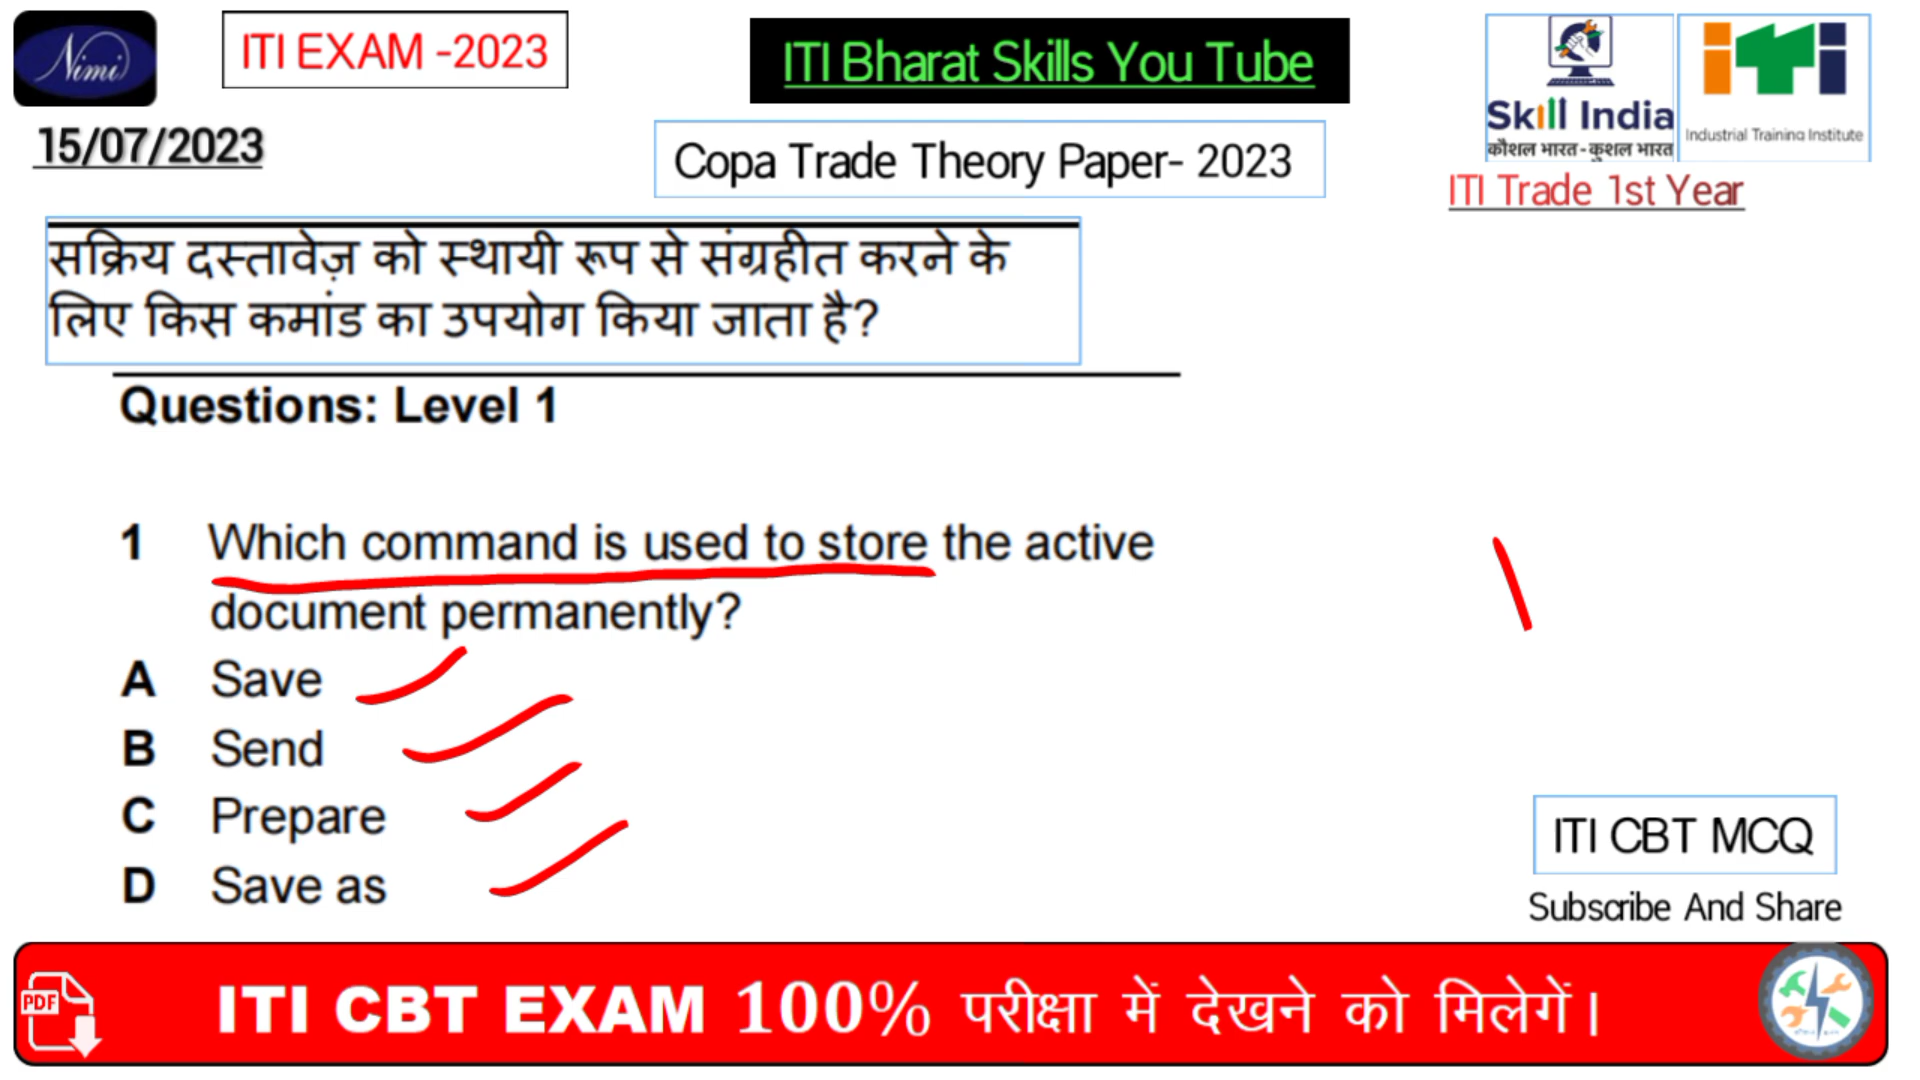 Nimi
ITI EXAM -2023
ITI Bharat Skills You Tube
Skill India
कौशल भारत - कुशल भारत
iTi
Industrial Training Institute
15/07/2023
Copa Trade Theory Paper- 2023
ITI Trade 1st Year
सक्रिय दस्तावेज़ को स्थायी रूप से संग्रहीत करने के
लिए किस कमांड का उपयोग किया जाता है?
Questions: Level 1
1 Which command is used to store the active
document permanently?
A Save
B Send
C Prepare
D Save as
ITI CBT MCQ
Subscribe And Share
PDF
ITI CBT EXAM 100% परीक्षा में देखने को मिलेगें।